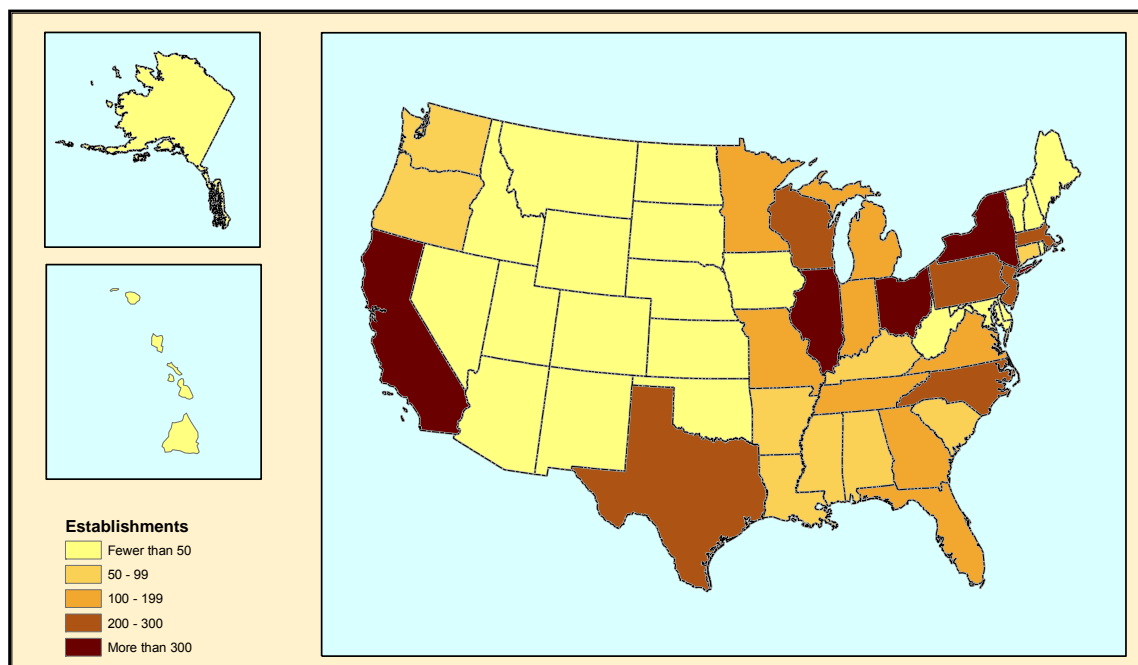 Establishments
Fewer than 50
50 - 99
100 - 199
200 - 300
More than 300